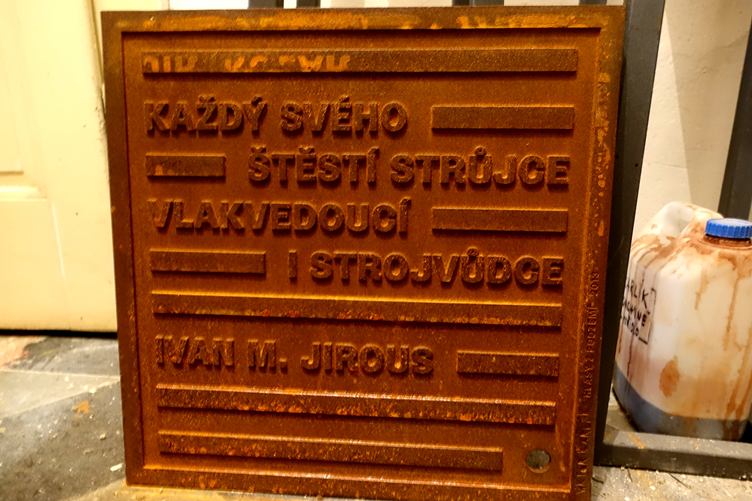 KAŽDÝ SVÉHO
ŠTĚSTÍ STRŮJCE
VLAKVEDOUCÍ
I STROJVŮDCE
IVAN M. JIROUS